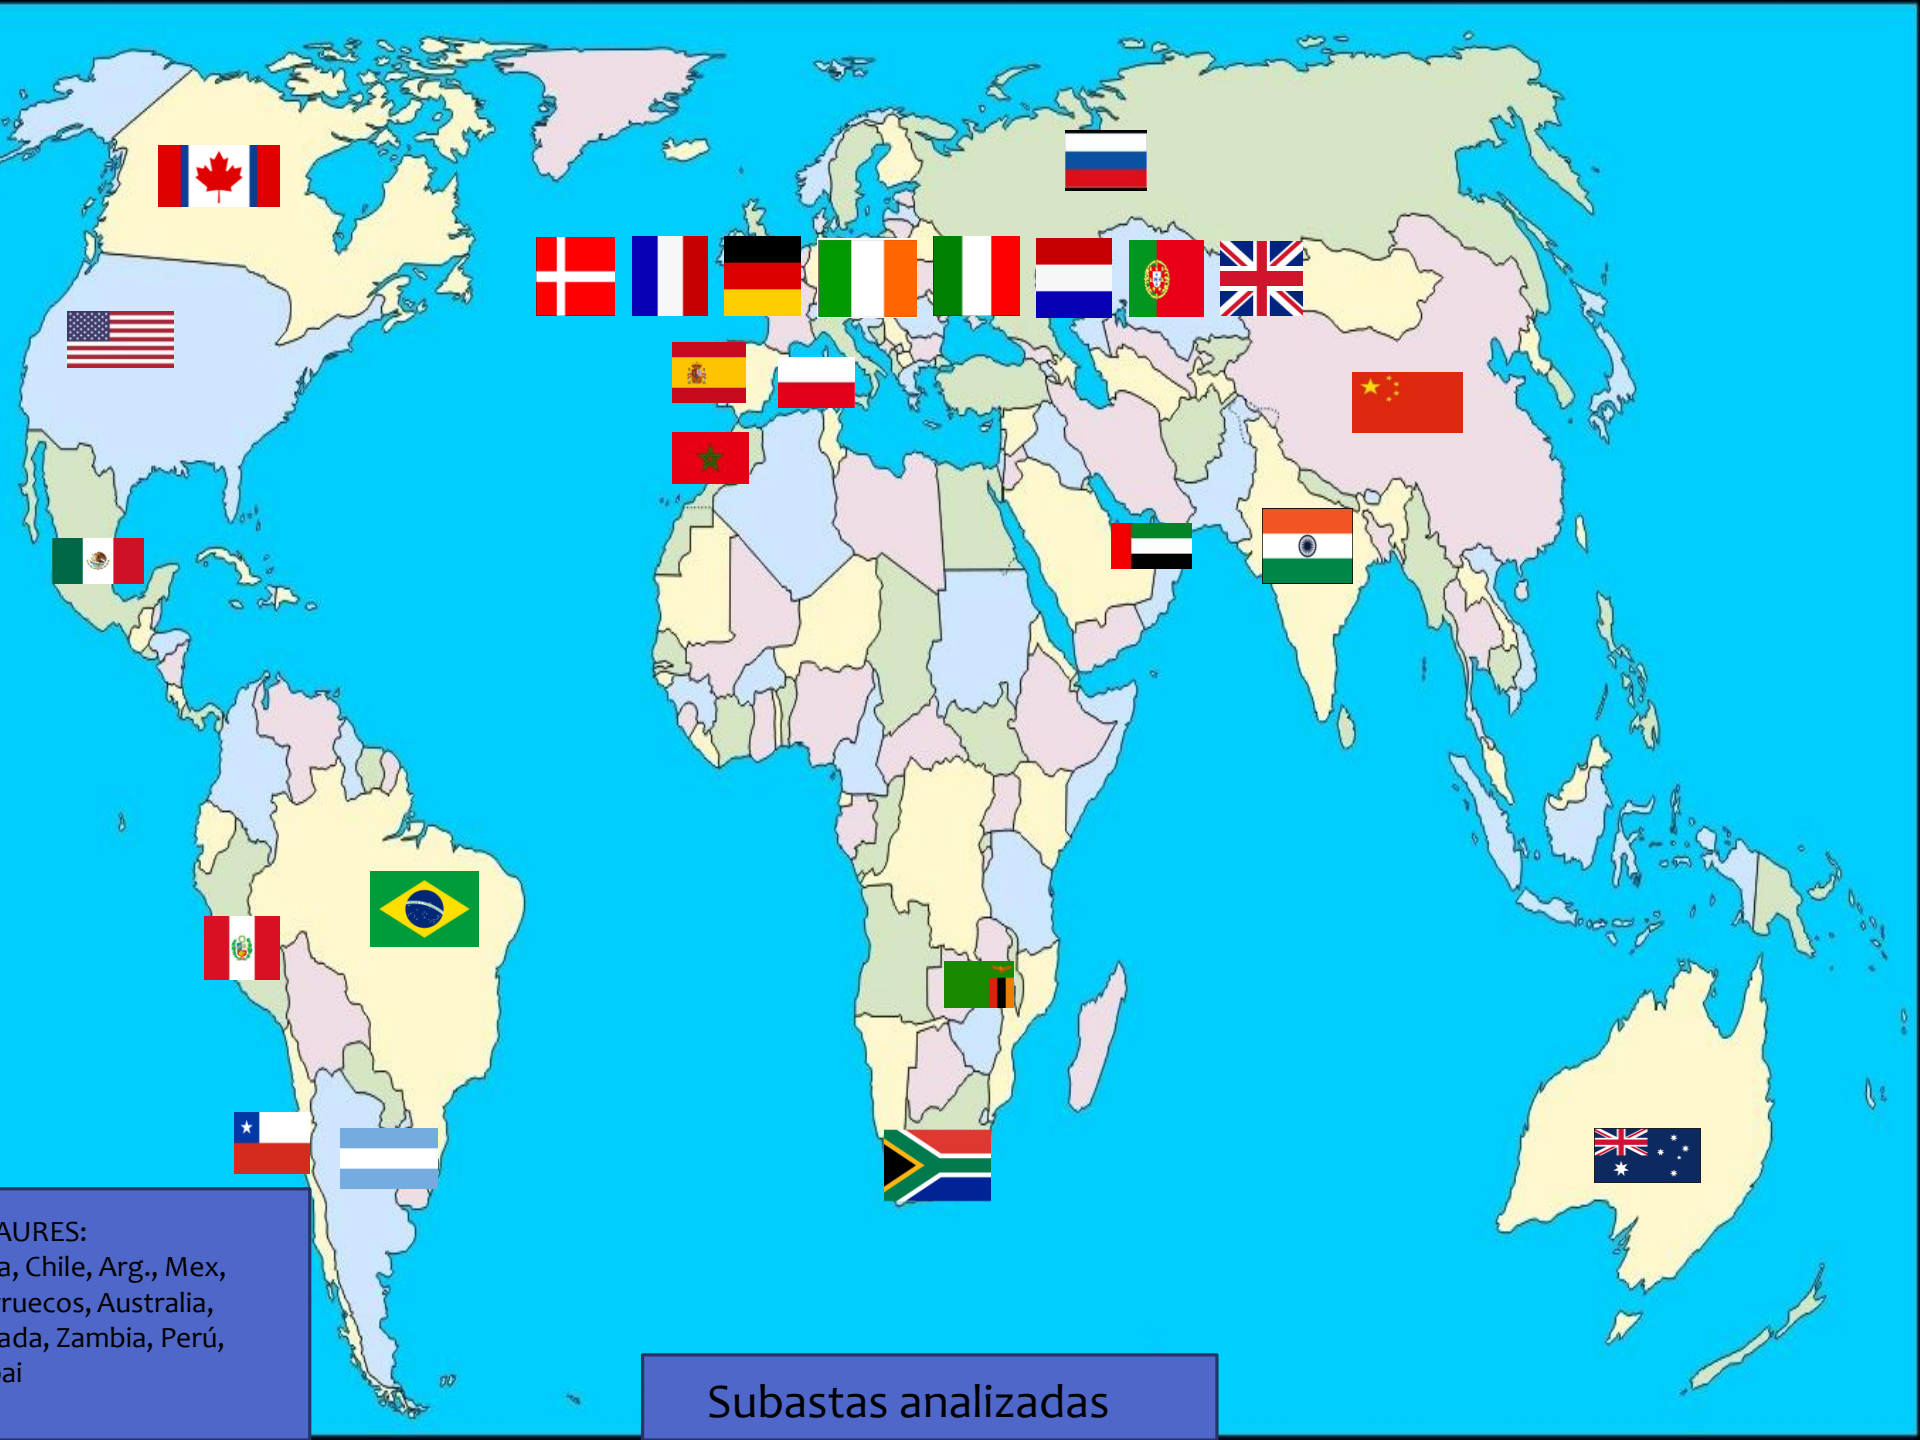 AURES:
a, Chile, Arg., Mex,
ruecos, Australia,
ada, Zambia, Perú,
ai
Subastas analizadas